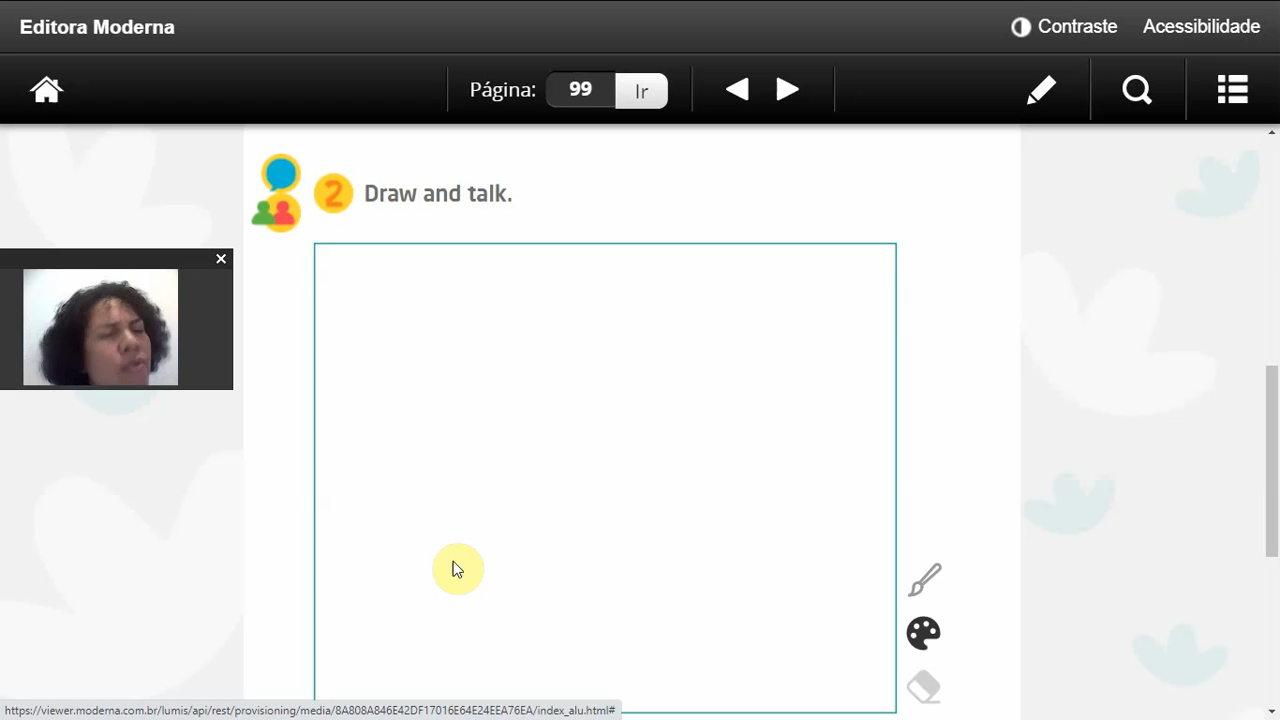 Editora Moderna
Contraste Acessibilidade
Página: 99 Ir
2 Draw and talk.
https://viewer.moderna.com.br/lumis/api/rest/provisioning/media/8A808A846E42DF17016E64E24EEA76EA/index_alu.html#